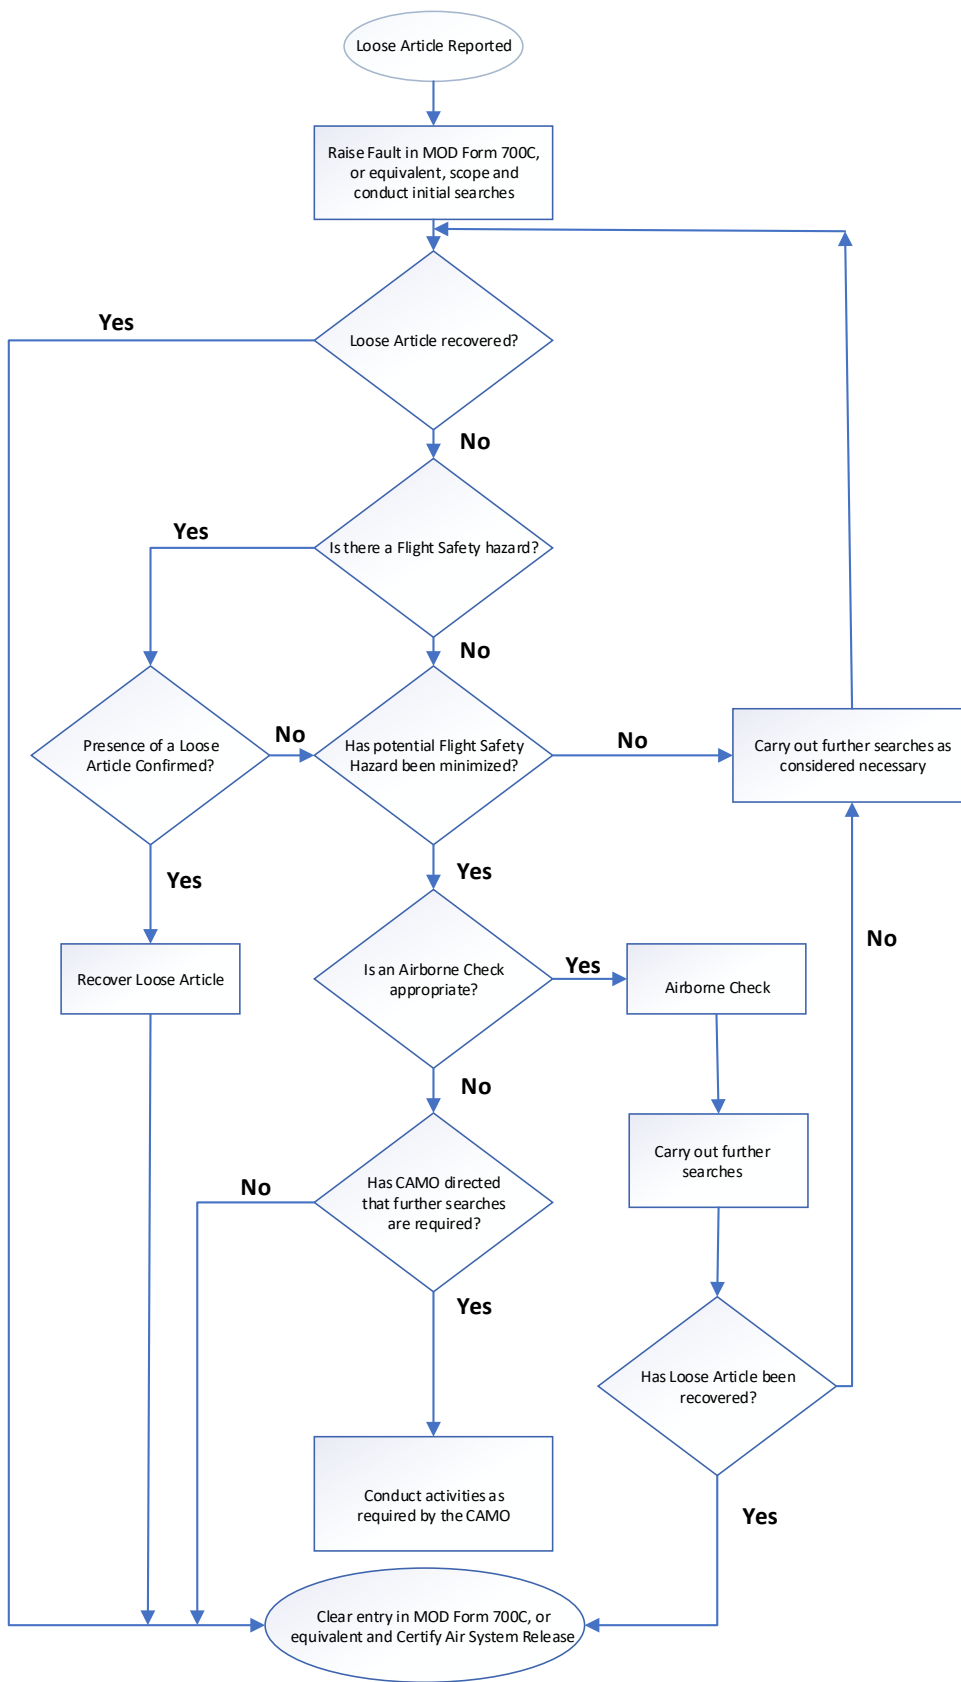 Loose Article Reported
Raise Fault in MOD Form 700C,
or equivalent, scope and
conduct initial searches
Yes
Loose Article recovered?
No
Yes
Is there a Flight Safety hazard?
No
Presence of a Loose
Article Confirmed?
No
Has potential Flight Safety
Hazard been minimized?
No
Carry out further searches as
considered necessary
Yes
Yes
Recover Loose Article
Is an Airborne Check
appropriate?
Yes
Airborne Check
No
No
Carry out further
searches
No
Has CAMO directed
that further searches
are required?
Yes
Has Loose Article been
recovered?
Conduct activities as
required by the CAMO
Yes
Clear entry in MOD Form 700C, or
equivalent and Certify Air System Release